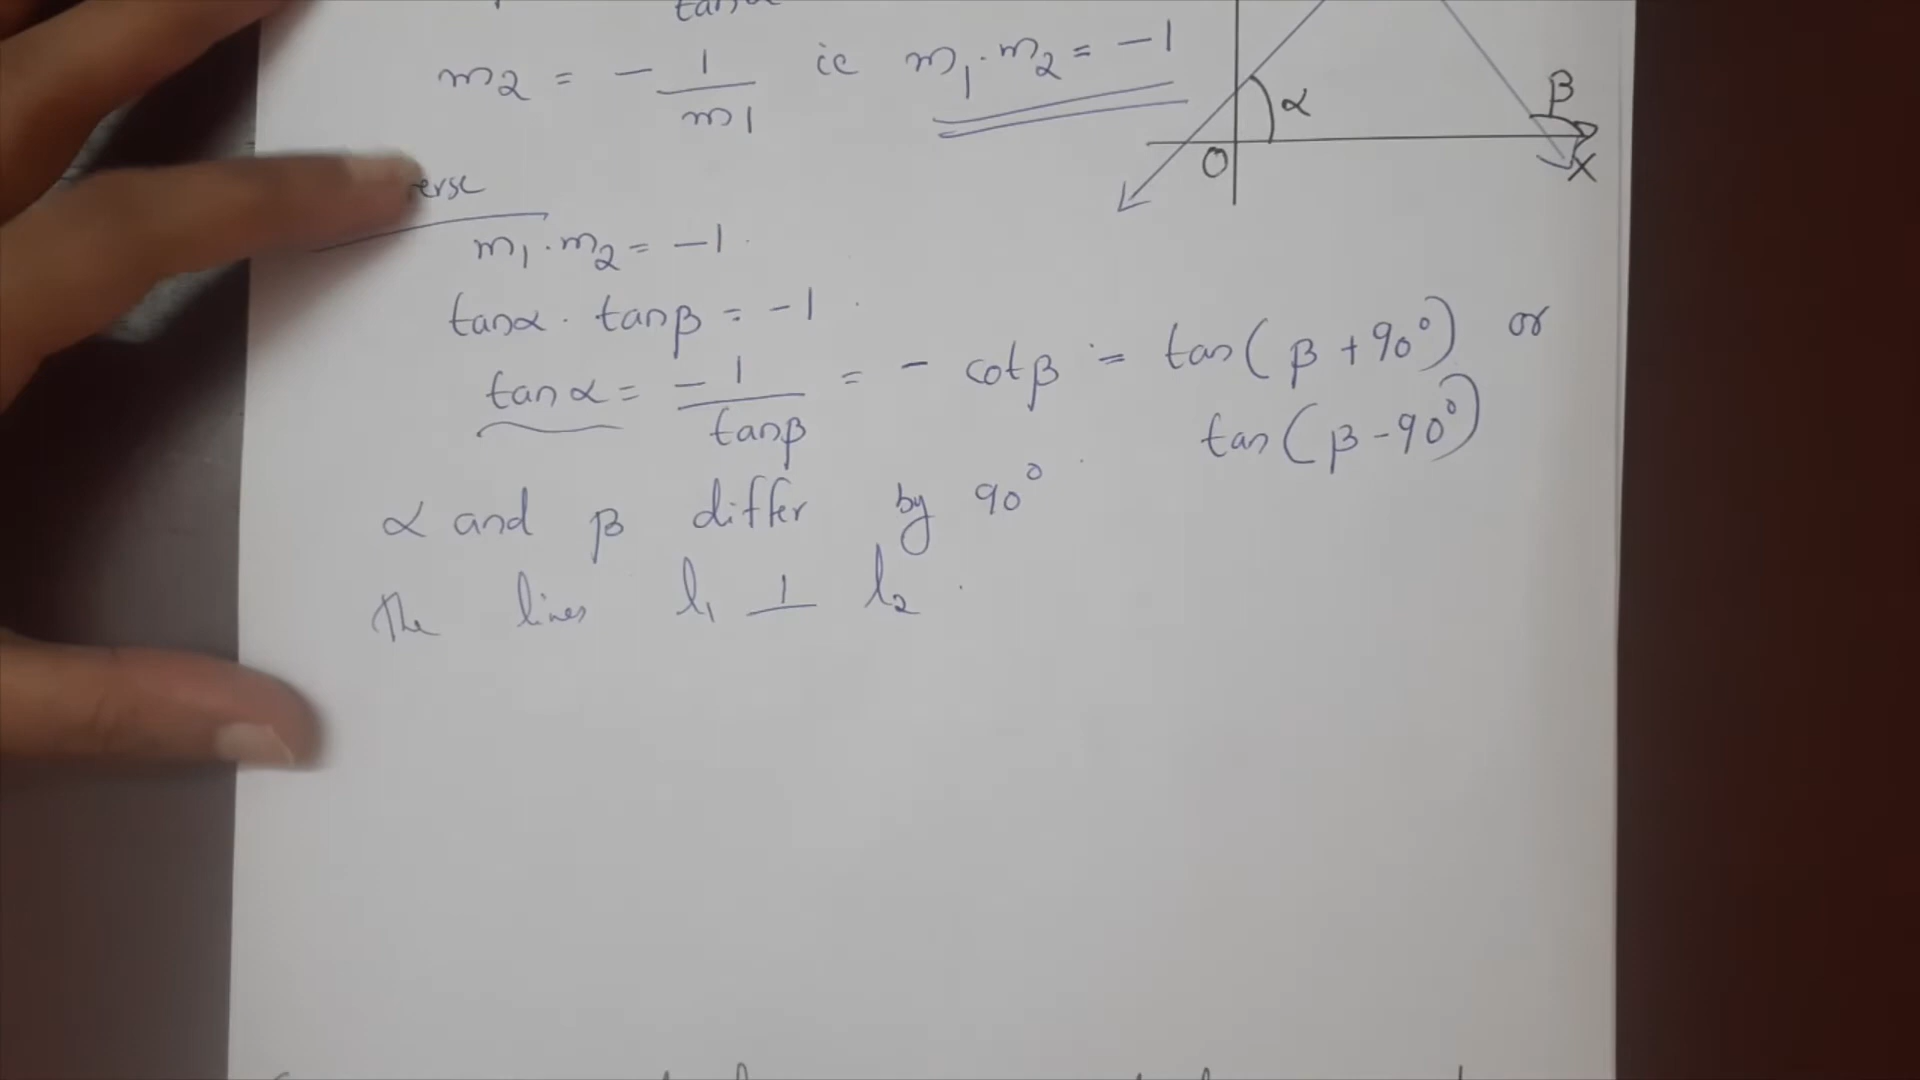 m2 = - 1/m1 ie m₁·m₂ = -1
β
α
O
X
erse
m₁·m₂ = -1
tanα · tanβ = -1
tanα = -1/tanβ = - cotβ = tan(β + 90°) or
tan(β - 90°)
α and β differ by 90°
The lines l₁ ⊥ l₂